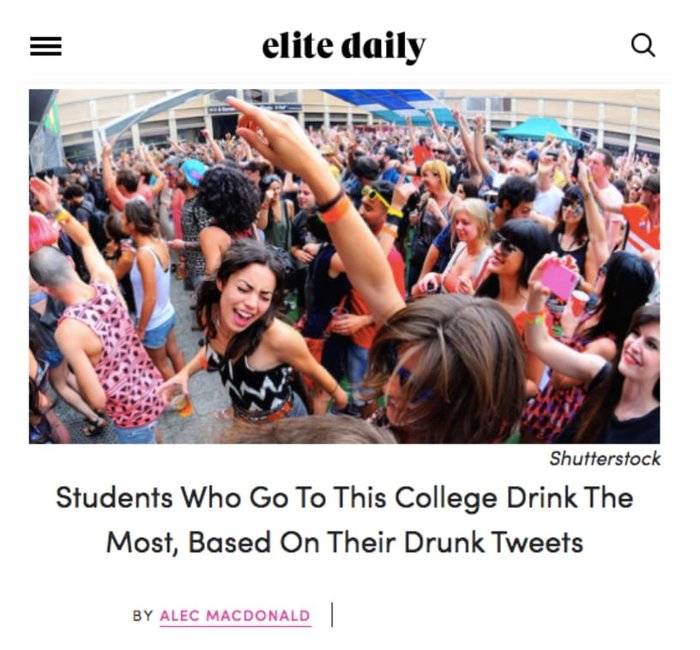 elite daily
Shutterstock
Students Who Go To This College Drink The
Most, Based On Their Drunk Tweets
BY ALEC MACDONALD